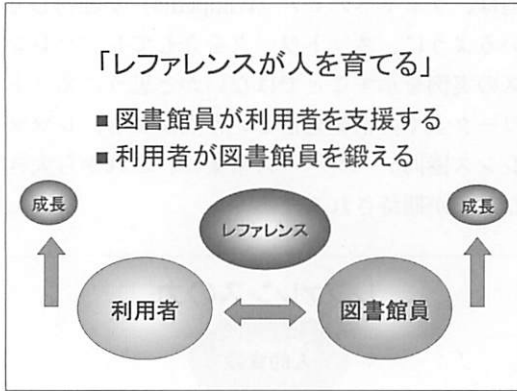 「レファレンスが人を育てる」
■ 図書館員が利用者を支援する
■ 利用者が図書館員を鍛える
成長
成長
レファレンス
利用者
図書館員